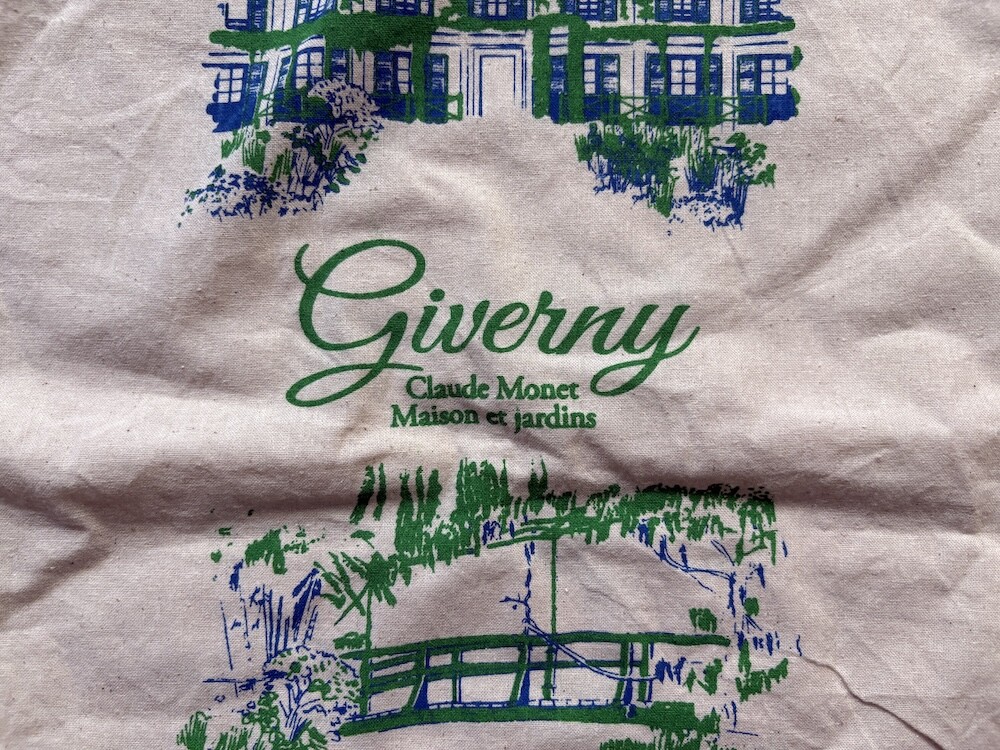 Giverny
Claude Monet
Maison et jardins